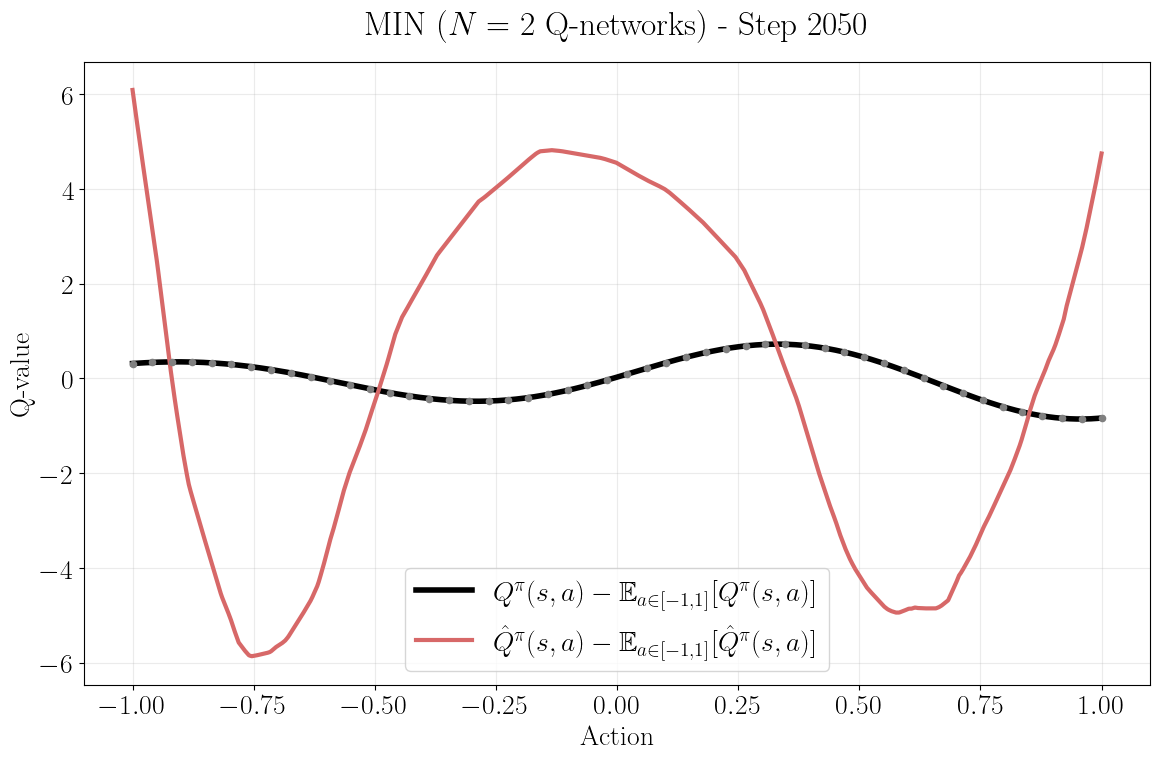 MIN (N = 2 Q-networks) - Step 2050
Q-value
6
4
2
0
−2
−4
−6
Q^π(s, a) − 𝔼_{a∈[−1,1]}[Q^π(s, a)]
Q̂^π(s, a) − 𝔼_{a∈[−1,1]}[Q̂^π(s, a)]
−1.00 −0.75 −0.50 −0.25 0.00 0.25 0.50 0.75 1.00
Action